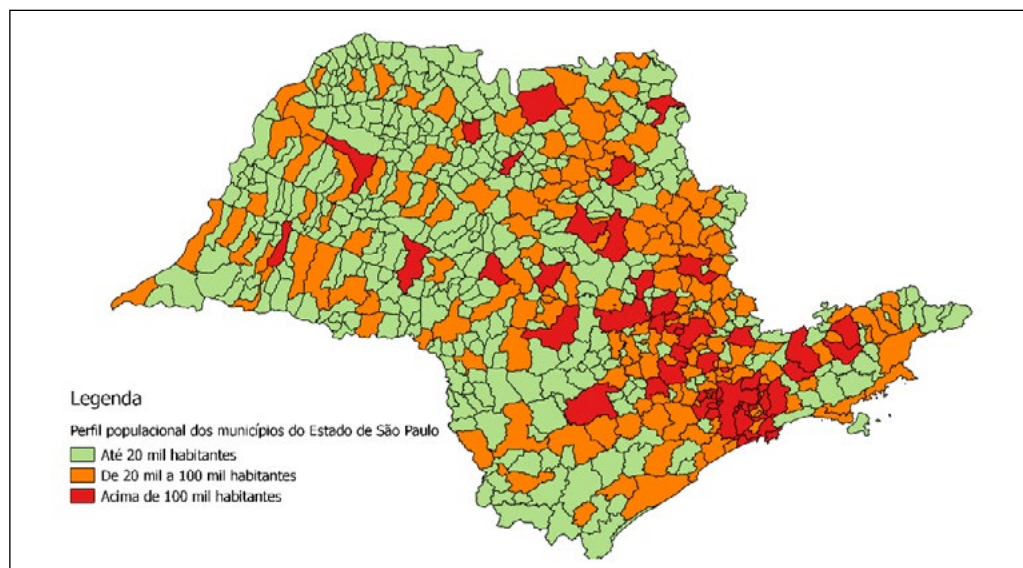 Legenda
Perfil populacional dos municípios do Estado de São Paulo
Até 20 mil habitantes
De 20 mil a 100 mil habitantes
Acima de 100 mil habitantes